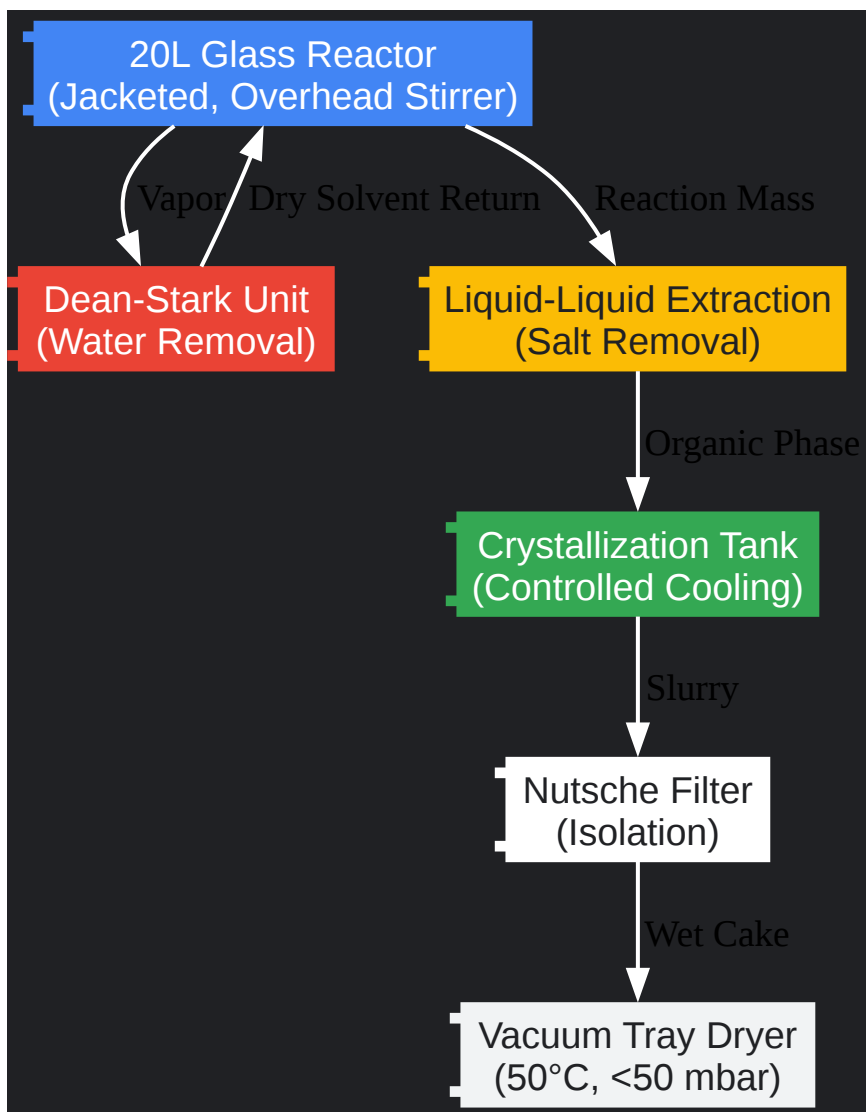 20L Glass Reactor
(Jacketed, Overhead Stirrer)
Vapor
Dry Solvent Return
Reaction Mass
Dean-Stark Unit
(Water Removal)
Liquid-Liquid Extraction
(Salt Removal)
Organic Phase
Crystallization Tank
(Controlled Cooling)
Slurry
Nutsche Filter
(Isolation)
Wet Cake
Vacuum Tray Dryer
(50°C, <50 mbar)